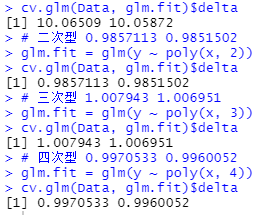 > cv.glm(Data, glm.fit)$delta
[1] 10.06509 10.05872
> # 二次型 0.9857113 0.9851502
> glm.fit = glm(y ~ poly(x, 2))
> cv.glm(Data, glm.fit)$delta
[1] 0.9857113 0.9851502
> # 三次型 1.007943 1.006951
> glm.fit = glm(y ~ poly(x, 3))
> cv.glm(Data, glm.fit)$delta
[1] 1.007943 1.006951
> # 四次型 0.9970533 0.9960052
> glm.fit = glm(y ~ poly(x, 4))
> cv.glm(Data, glm.fit)$delta
[1] 0.9970533 0.9960052